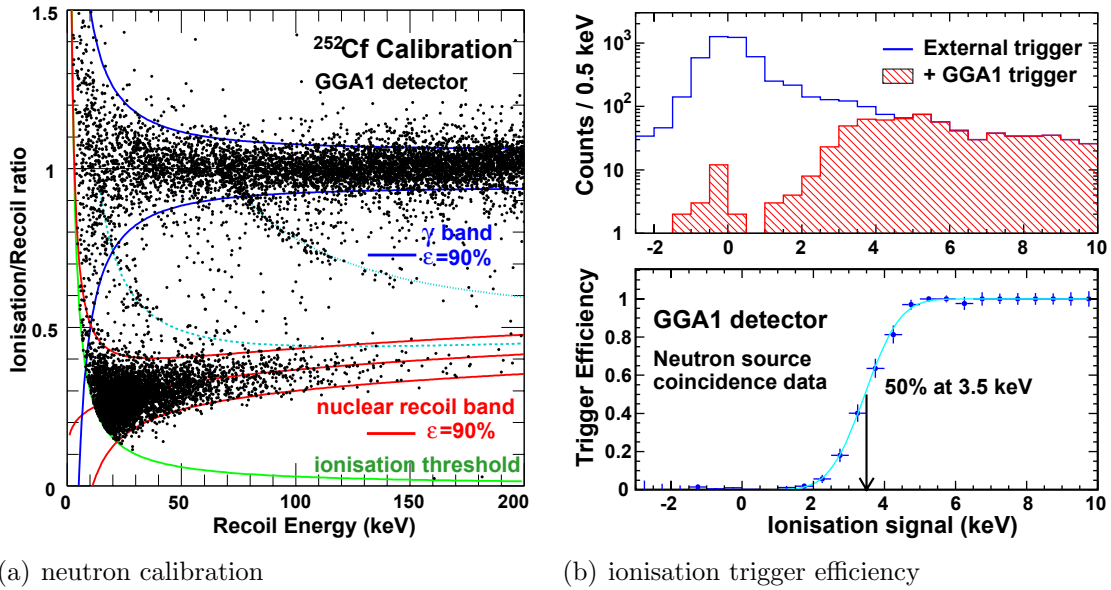 1.5
1
0.5
0
Ionisation/Recoil ratio
²⁵²Cf Calibration
GGA1 detector
γ band
ε=90%
nuclear recoil band
ε=90%
ionisation threshold
0 50 100 150 200
Recoil Energy (keV)
Counts / 0.5 keV
10³
10²
10
1
External trigger
+ GGA1 trigger
-2 0 2 4 6 8 10
Trigger Efficiency
1.0
0.8
0.6
0.4
0.2
0
GGA1 detector
Neutron source
coincidence data
50% at 3.5 keV
-2 0 2 4 6 8 10
Ionisation signal (keV)
a) neutron calibration
(b) ionisation trigger efficiency